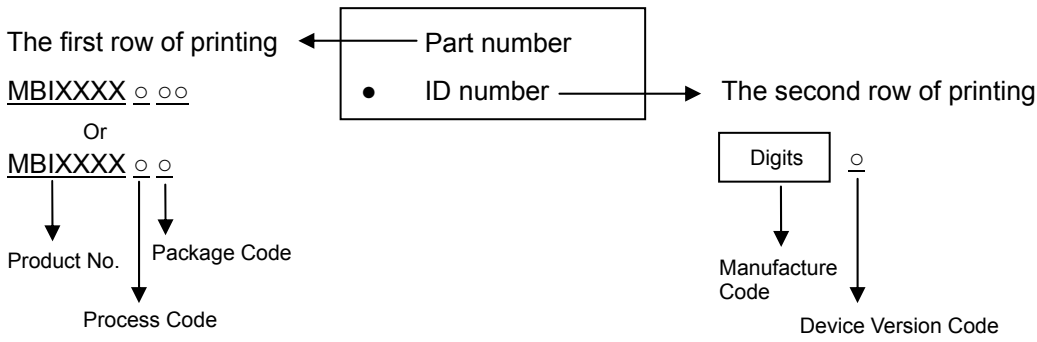 The first row of printing
Part number
MBIXXXX ○ ○○
● ID number
The second row of printing
Or
MBIXXXX ○ ○
Digits ○
Product No.
Package Code
Manufacture
Code
Process Code
Device Version Code